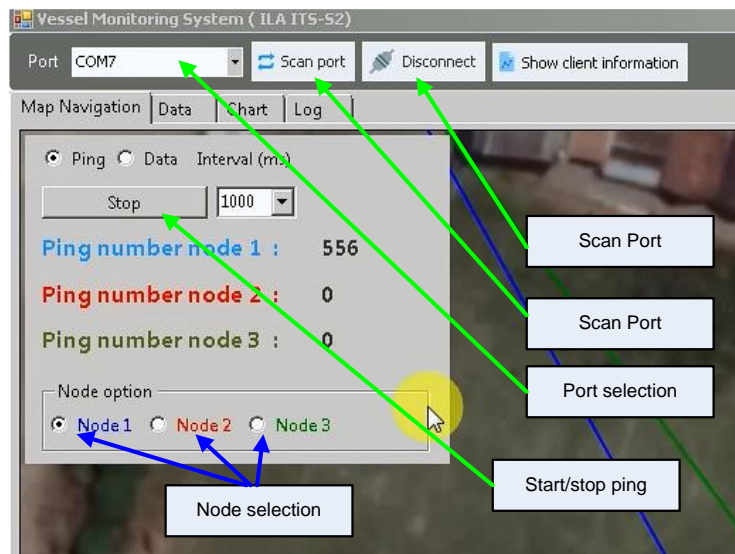 Vessel Monitoring System ( ILA ITS-S2)
Port COM7 Scan port Disconnect Show client information
Map Navigation Data Chart Log
Ping Data Interval (ms)
Stop 1000
Ping number node 1 : 556
Ping number node 2 : 0
Ping number node 3 : 0
Node option
Node 1 Node 2 Node 3
Scan Port
Scan Port
Port selection
Start/stop ping
Node selection